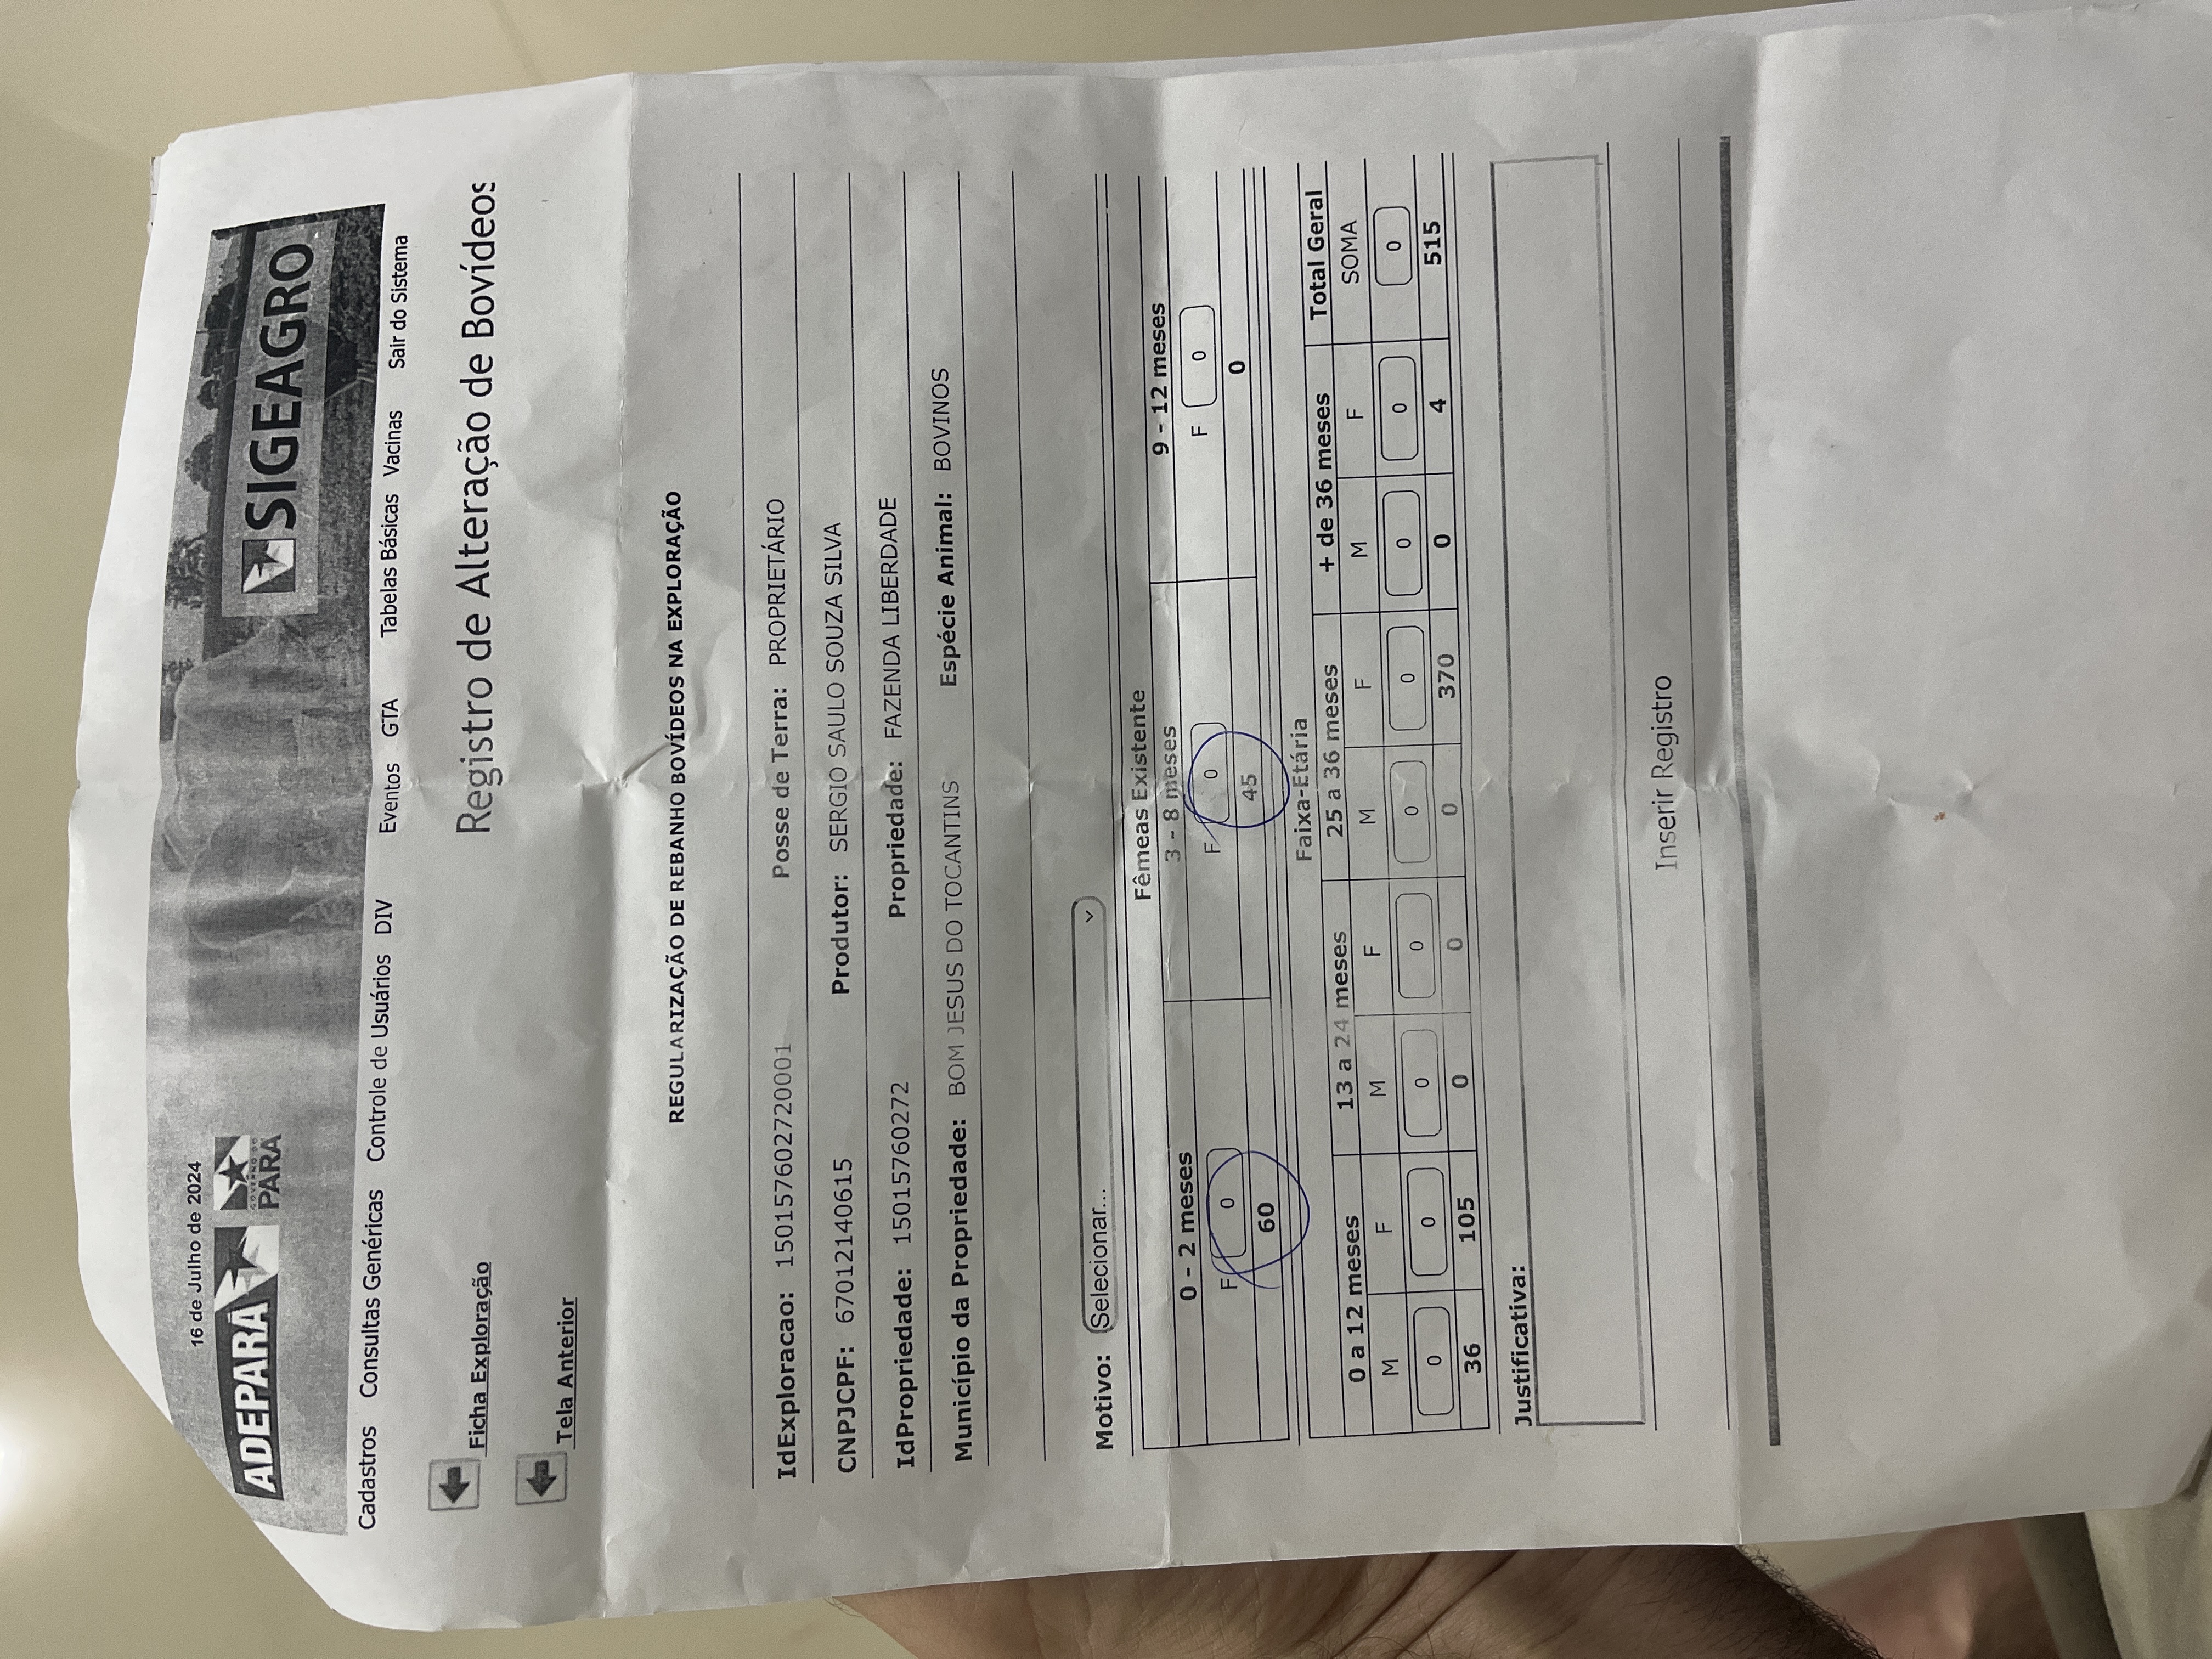 16 de Julho de 2024
ADEPARÁ
GOVERNO DO
PARÁ
SIGEAGRO
Cadastros Consultas Genéricas Controle de Usuários DIV Eventos GTA Tabelas Básicas Vacinas Sair do Sistema
Ficha Exploração
Registro de Alteração de Bovídeos
Tela Anterior
REGULARIZAÇÃO DE REBANHO BOVÍDEOS NA EXPLORAÇÃO
IdExploracao: 150157602720001 Posse de Terra: PROPRIETÁRIO
CNPJCPF: 67012140615 Produtor: SERGIO SAULO SOUZA SILVA
IdPropriedade: 15015760272 Propriedade: FAZENDA LIBERDADE
Município da Propriedade: BOM JESUS DO TOCANTINS Espécie Animal: BOVINOS
Motivo: Selecionar...
Fêmeas Existente
0 - 2 meses 3 - 8 meses 9 - 12 meses
F 0 F 0 F 0
60 45 0
Faixa-Etária
0 a 12 meses 13 a 24 meses 25 a 36 meses + de 36 meses Total Geral
M F M F M F M F SOMA
0 0 0 0 0 0 0 0 0
36 105 0 0 0 370 0 4 515
Justificativa:
Inserir Registro